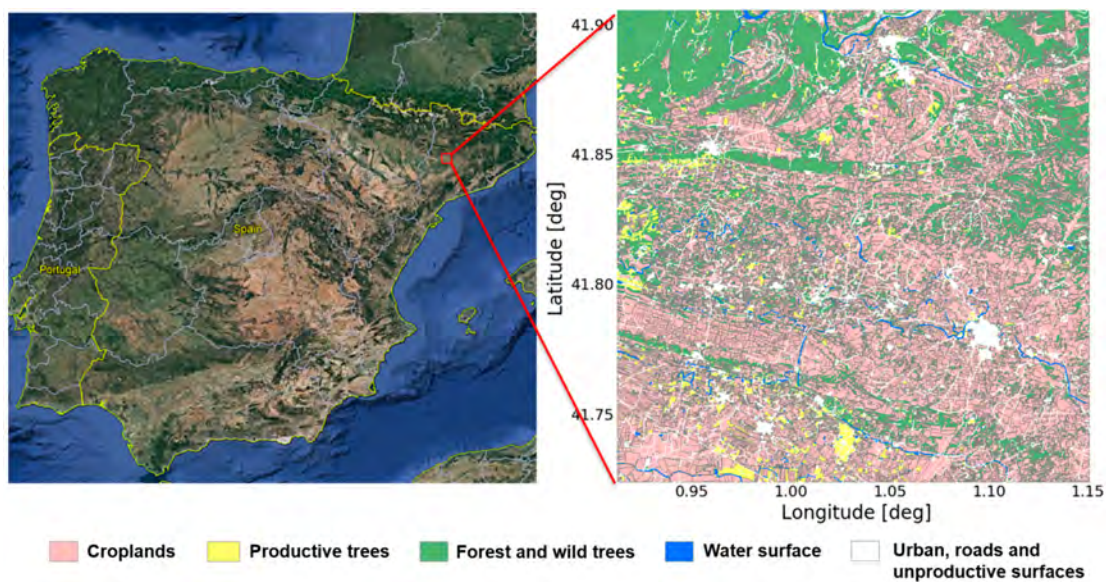 Portugal
Spain
41.90
41.85
41.80
41.75
Latitude [deg]
0.95
1.00
1.05
1.10
1.15
Longitude [deg]
Croplands
Productive trees
Forest and wild trees
Water surface
Urban, roads and
unproductive surfaces